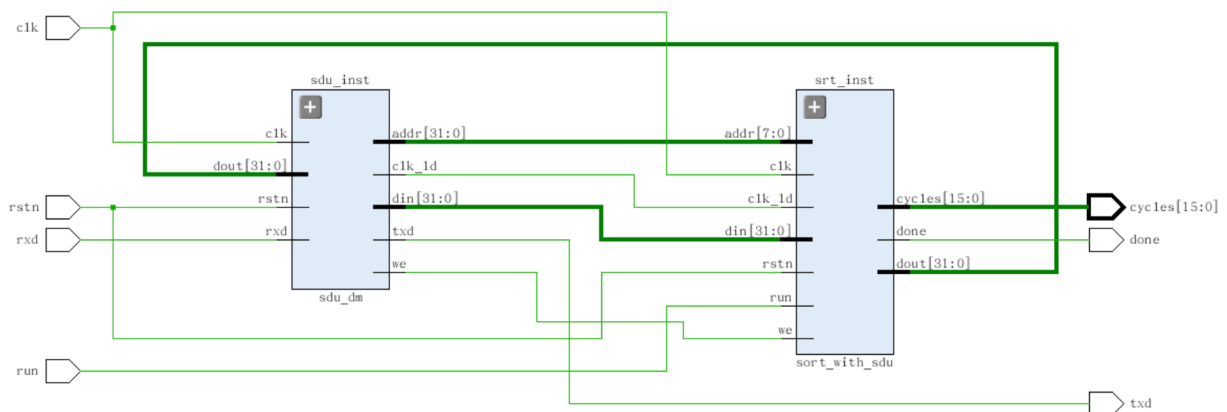 clk
rstn
rxd
run
sdu_inst
clk
dout[31:0]
rstn
rxd
addr[31:0]
clk_ld
din[31:0]
txd
we
sdu_dm
srt_inst
addr[7:0]
clk
clk_ld
din[31:0]
rstn
run
we
cycles[15:0]
done
dout[31:0]
sort_with_sdu
cycles[15:0]
done
txd